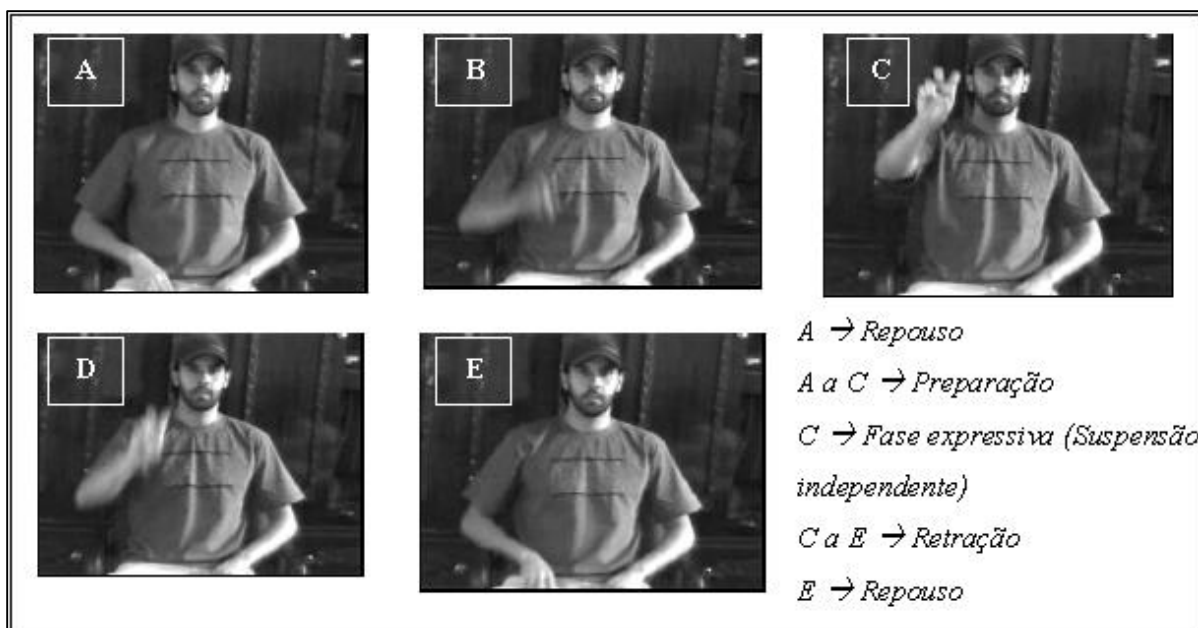 A
B
C
D
E
A → Repouso
A a C → Preparação
C → Fase expressiva (Suspensão
independente)
C a E → Retração
E → Repouso